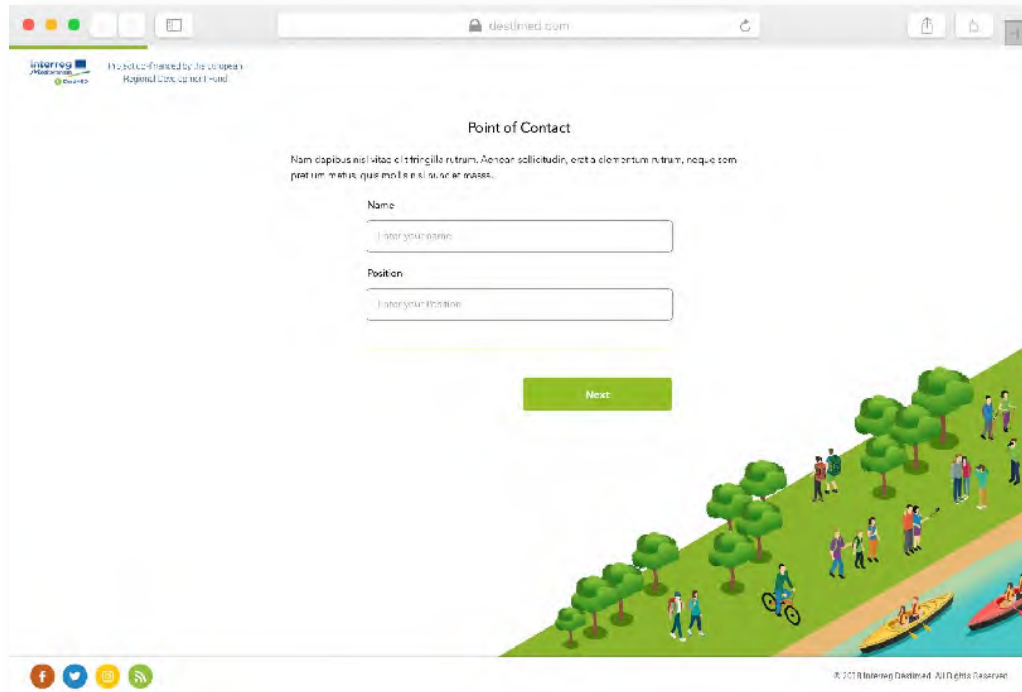 destimed.com
Interreg
Mediterranean
DestiMED
Project co-financed by the European
Regional Development Fund
Point of Contact
Nam dapibus nisl vitae elit fringilla rutrum. Aenean sollicitudin, erat a elementum rutrum, neque sem
pretium metus, quis mollis nisl nunc et massa.
Name
Enter your name
Position
Enter your Position
Next
© 2018 Interreg Destimed. All Rights Reserved